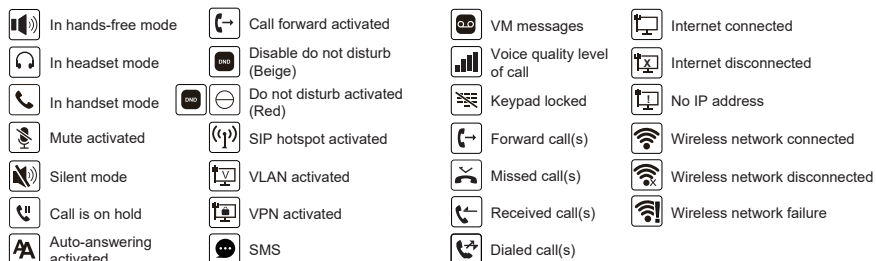 In hands-free mode
In headset mode
In handset mode
Mute activated
Silent mode
Call is on hold
AA
Auto-answering
activated
Call forward activated
DND
Disable do not disturb
(Beige)
DND
Do not disturb activated
(Red)
SIP hotspot activated
V
VLAN activated
VPN activated
SMS
VM messages
Voice quality level
of call
Keypad locked
Forward call(s)
Missed call(s)
Received call(s)
Dialed call(s)
Internet connected
X
Internet disconnected
!
No IP address
Wireless network connected
X
Wireless network disconnected
!
Wireless network failure